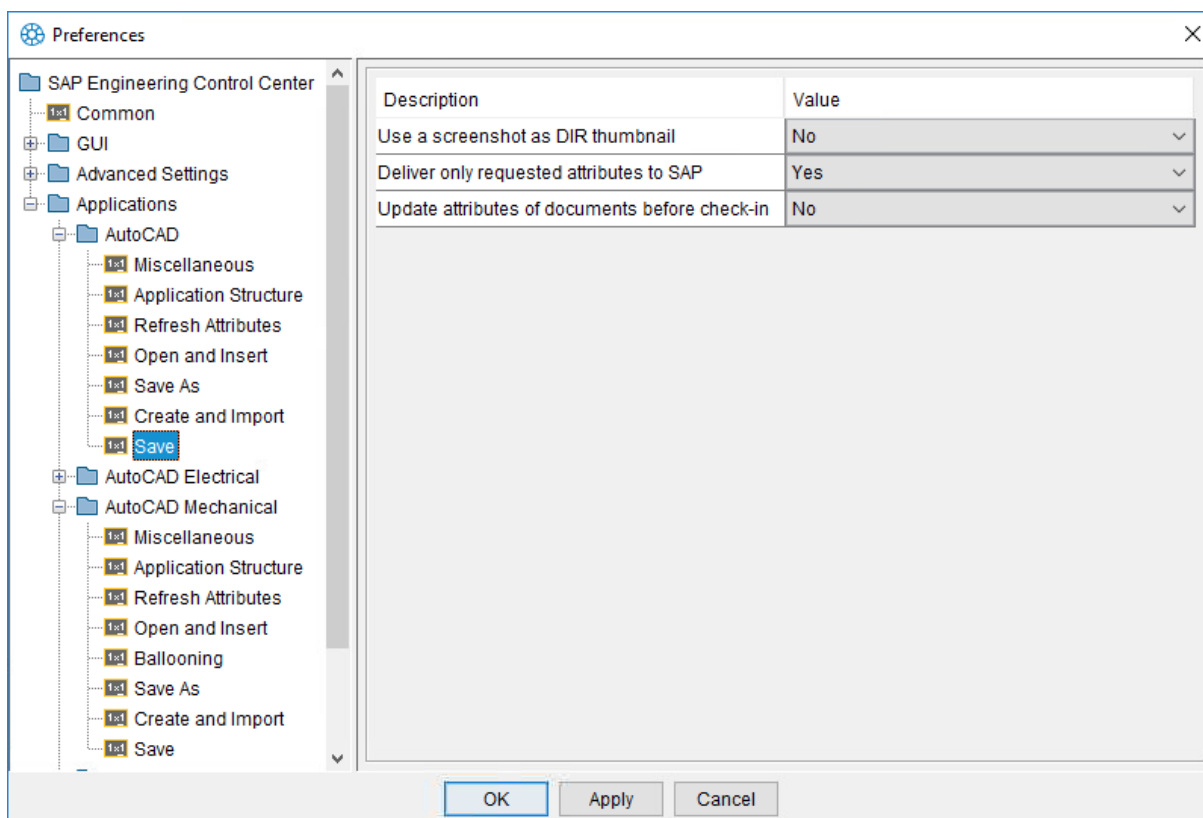 Preferences
SAP Engineering Control Center
Common
GUI
Advanced Settings
Applications
AutoCAD
Miscellaneous
Application Structure
Refresh Attributes
Open and Insert
Save As
Create and Import
Save
AutoCAD Electrical
AutoCAD Mechanical
Miscellaneous
Application Structure
Refresh Attributes
Open and Insert
Ballooning
Save As
Create and Import
Save
Description Value
Use a screenshot as DIR thumbnail No
Deliver only requested attributes to SAP Yes
Update attributes of documents before check-in No
OK Apply Cancel